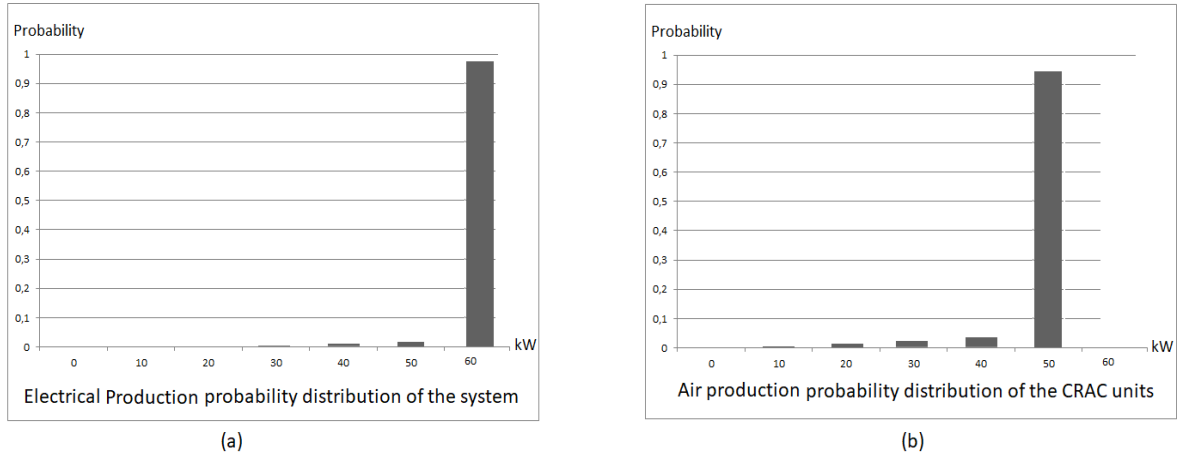 Probability
1
0,9
0,8
0,7
0,6
0,5
0,4
0,3
0,2
0,1
0
0 10 20 30 40 50 60 kW
Electrical Production probability distribution of the system
(a)
Probability
1
0,9
0,8
0,7
0,6
0,5
0,4
0,3
0,2
0,1
0
0 10 20 30 40 50 60 kW
Air production probability distribution of the CRAC units
(b)